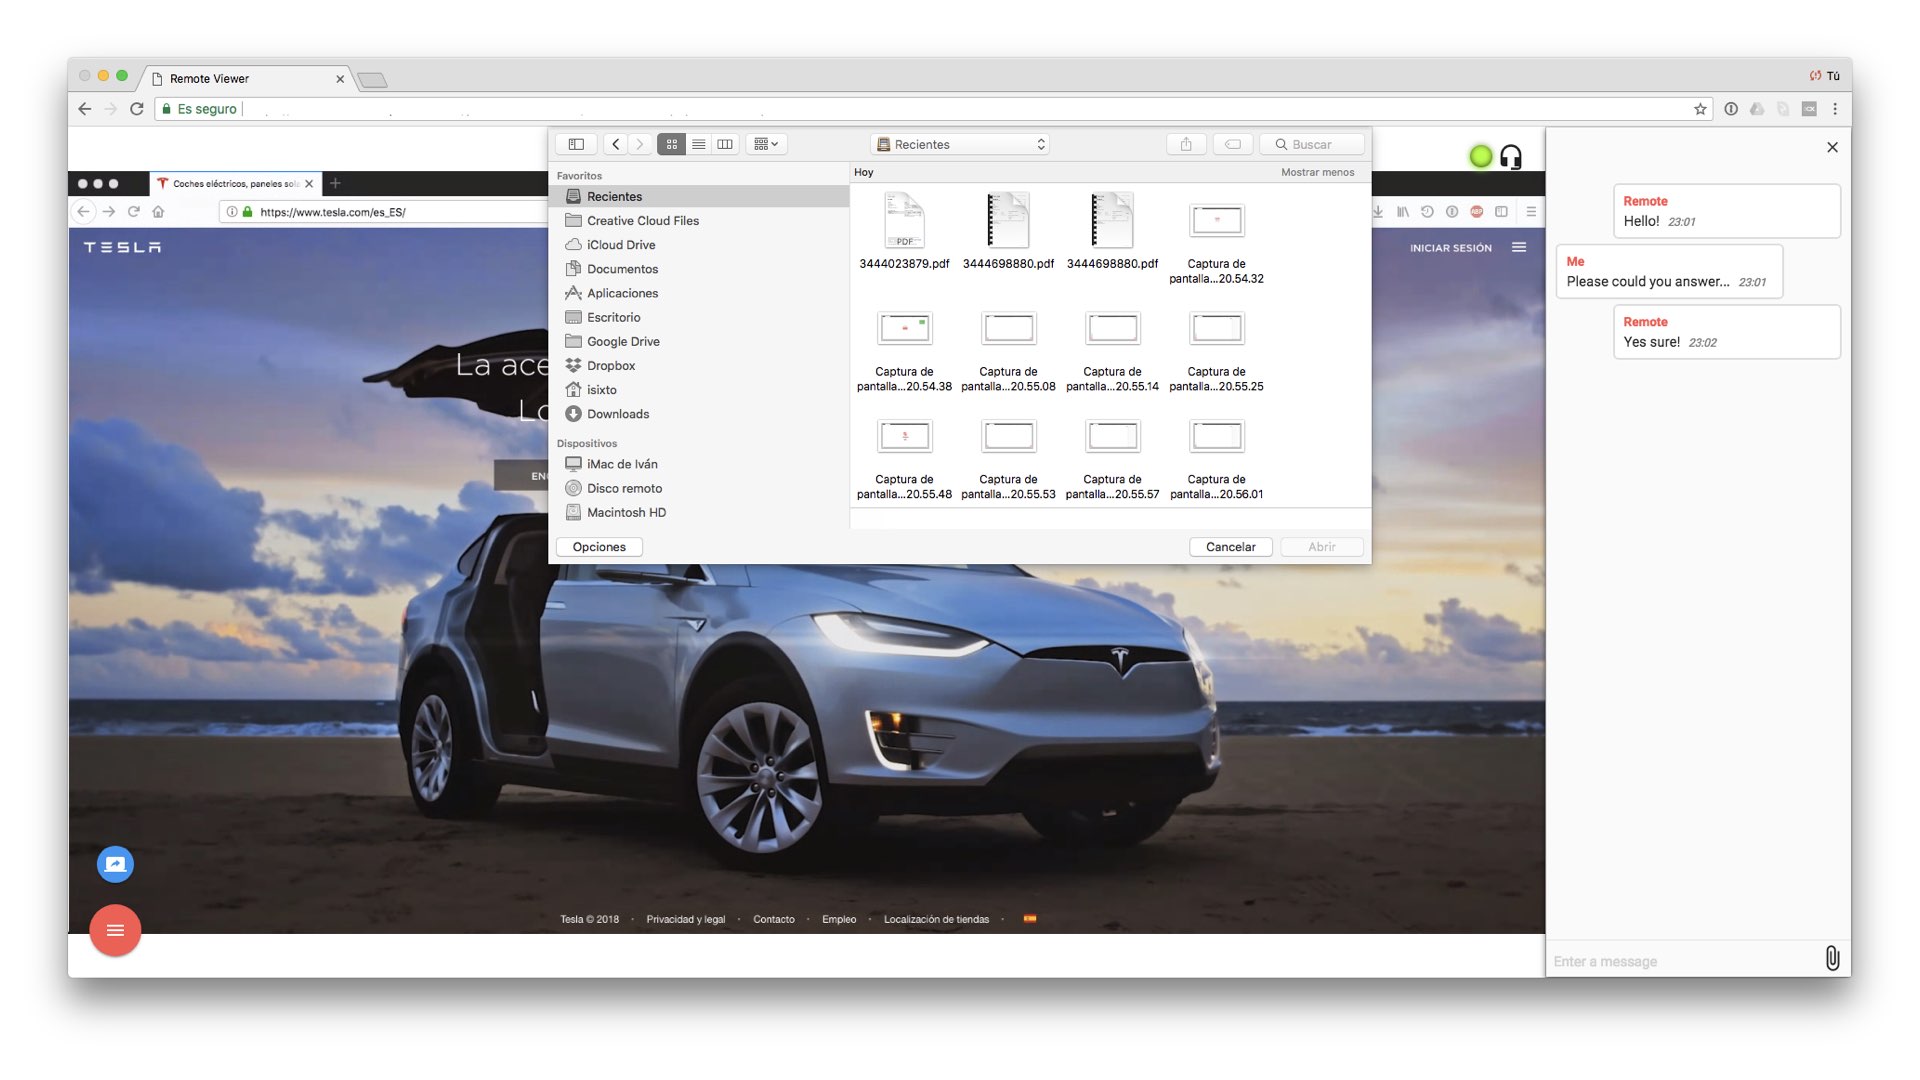 Remote Viewer
Tú
Es seguro
Recientes
Buscar
Favoritos
Recientes
Creative Cloud Files
iCloud Drive
Documentos
Aplicaciones
Escritorio
Google Drive
Dropbox
isixto
Downloads
Dispositivos
iMac de Iván
Disco remoto
Macintosh HD
Hoy
Mostrar menos
PDF
3444023879.pdf
3444698880.pdf
3444698880.pdf
Captura de
pantalla...20.54.32
Captura de
pantalla...20.54.38
Captura de
pantalla...20.55.08
Captura de
pantalla...20.55.14
Captura de
pantalla...20.55.25
Captura de
pantalla...20.55.48
Captura de
pantalla...20.55.53
Captura de
pantalla...20.55.57
Captura de
pantalla...20.56.01
Opciones
Cancelar
Abrir
Coches eléctricos, paneles sola
https://www.tesla.com/es_ES/
ABP
TESLA
INICIAR SESIÓN
La ace
Lo
EN
Tesla © 2018 · Privacidad y legal · Contacto · Empleo · Localización de tiendas ·
Remote
Hello! 23:01
Me
Please could you answer... 23:01
Remote
Yes sure! 23:02
Enter a message